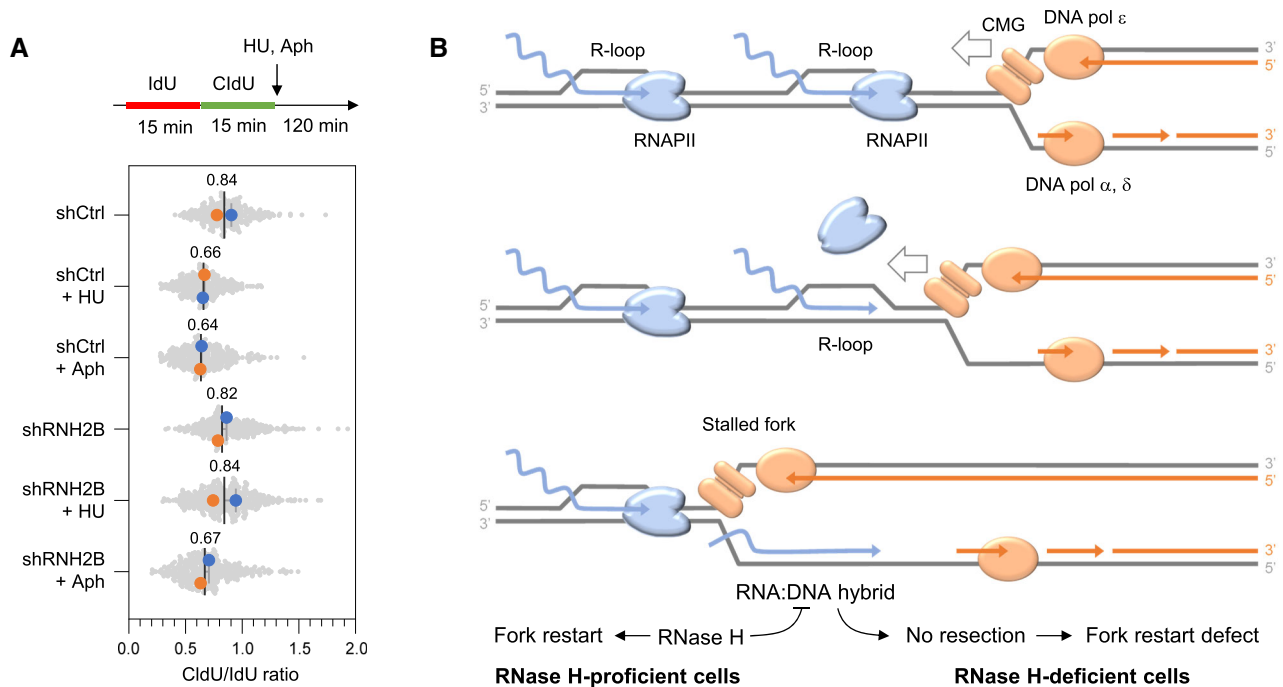 A
HU, Aph
IdU
CldU
15 min
15 min
120 min
0.84
shCtrl
0.66
shCtrl
+ HU
0.64
shCtrl
+ Aph
0.82
shRNH2B
0.84
shRNH2B
+ HU
0.67
shRNH2B
+ Aph
0.0
0.5
1.0
1.5
2.0
CldU/IdU ratio
B
R-loop
R-loop
CMG
DNA pol ε
3'
5'
5'
3'
RNAPII
RNAPII
3'
5'
DNA pol α, δ
3'
5'
5'
3'
R-loop
3'
5'
Stalled fork
3'
5'
5'
3'
3'
5'
RNA:DNA hybrid
Fork restart
RNase H
No resection
Fork restart defect
RNase H-proficient cells
RNase H-deficient cells